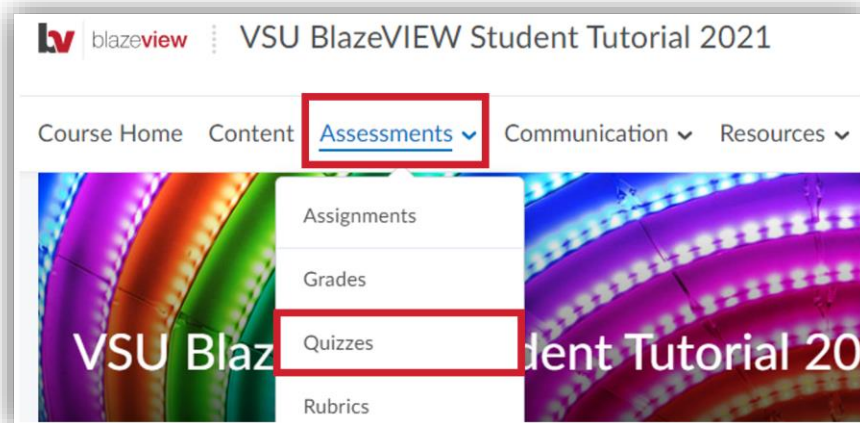 bv blazeview VSU BlazeVIEW Student Tutorial 2021
Course Home Content Assessments Communication Resources
Assignments
Grades
Quizzes
Rubrics
VSU Blaz dent Tutorial 20